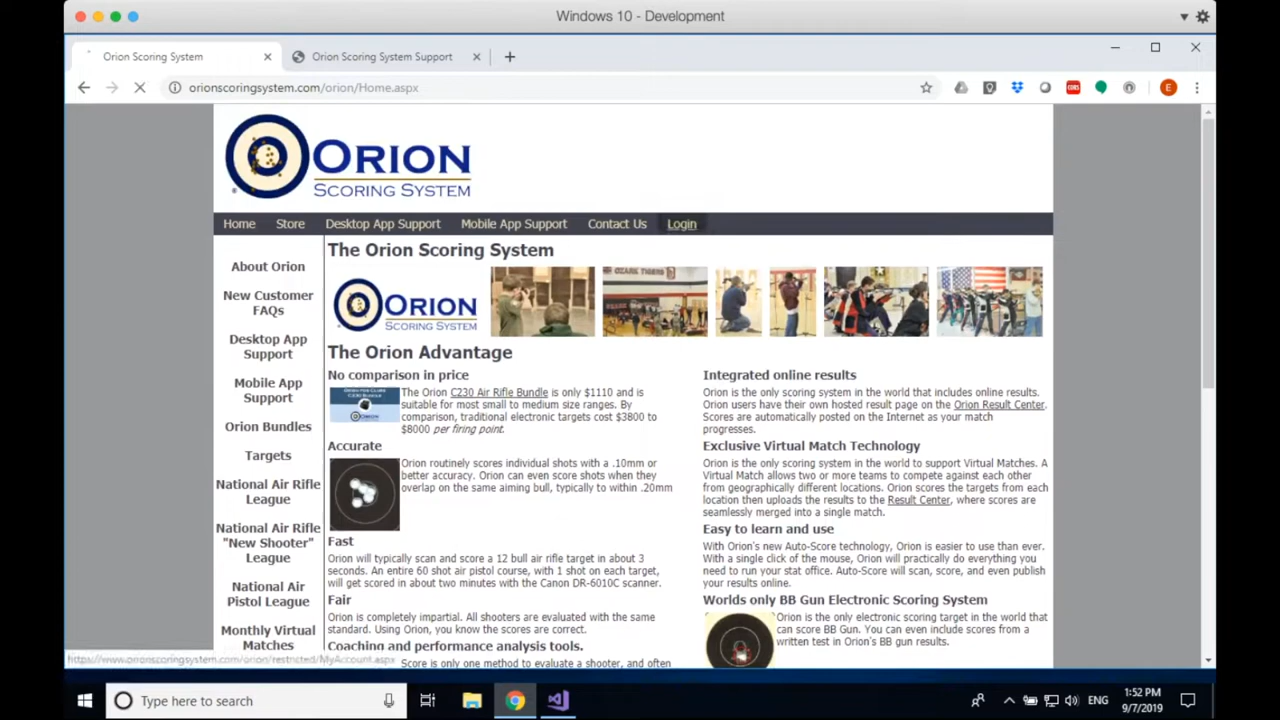 Windows 10 - Development
Orion Scoring System
Orion Scoring System Support
orionscoringsystem.com/orion/Home.aspx
E
ORION
SCORING SYSTEM
Home Store Desktop App Support Mobile App Support Contact Us Login
About Orion
New Customer
FAQs
Desktop App
Support
Mobile App
Support
Orion Bundles
Targets
National Air Rifle
League
National Air Rifle
"New Shooter"
League
National Air
Pistol League
Monthly Virtual
Matches
The Orion Scoring System
ORION
SCORING SYSTEM
OZARK TIGERS
The Orion Advantage
No comparison in price
The Orion C230 Air Rifle Bundle is only $1110 and is
suitable for most small to medium size ranges. By
comparison, traditional electronic targets cost $3800 to
$8000 per firing point.
Accurate
Orion routinely scores individual shots with a .10mm or
better accuracy. Orion can even score shots when they
overlap on the same aiming bull, typically to within .20mm
Fast
Orion will typically scan and score a 12 bull air rifle target in about 3
seconds. An entire 60 shot air pistol course, with 1 shot on each target,
will get scored in about two minutes with the Canon DR-6010C scanner.
Fair
Orion is completely impartial. All shooters are evaluated with the
same standard. Using Orion, you know the scores are correct.
Coaching and performance analysis tools.
Score is only one method to evaluate a shooter, and often
Integrated online results
Orion is the only scoring system in the world that includes online results.
Orion users have their own hosted result page on the Orion Result Center.
Scores are automatically posted on the Internet as your match
progresses.
Exclusive Virtual Match Technology
Orion is the only scoring system in the world to support Virtual Matches. A
Virtual Match allows two or more teams to compete against each other
from geographically different locations. Orion scores the targets from each
location then uploads the results to the Result Center, where scores are
seamlessly merged into a single match.
Easy to learn and use
With Orion's new Auto-Score technology, Orion is easier to use than ever.
With a single click of the mouse, Orion will practically do everything you
need to run your stat office. Auto-Score will scan, score, and even publish
your results online.
Worlds only BB Gun Electronic Scoring System
Orion is the only electronic scoring target in the world that
can score BB Gun. You can even include scores from a
written test in Orion's BB gun results.
https://www.orionscoringsystem.com/orion/restricted/MyAccount.aspx
Type here to search
ENG
1:52 PM
9/7/2019